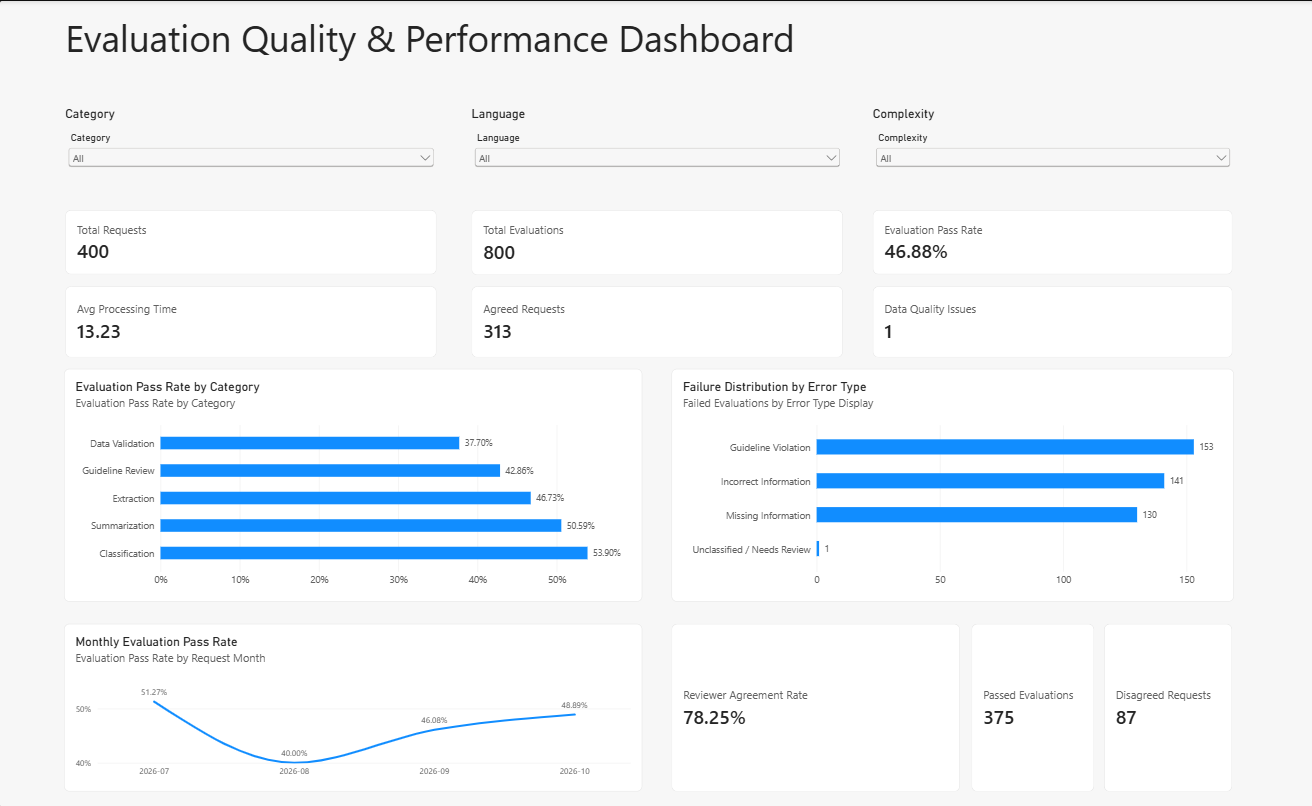 Evaluation Quality & Performance Dashboard
Category
Category
All
Language
Language
All
Complexity
Complexity
All
Total Requests
400
Total Evaluations
800
Evaluation Pass Rate
46.88%
Avg Processing Time
13.23
Agreed Requests
313
Data Quality Issues
1
Evaluation Pass Rate by Category
Evaluation Pass Rate by Category
Data Validation 37.70%
Guideline Review 42.86%
Extraction 46.73%
Summarization 50.59%
Classification 53.90%
0% 10% 20% 30% 40% 50%
Failure Distribution by Error Type
Failed Evaluations by Error Type Display
Guideline Violation 153
Incorrect Information 141
Missing Information 130
Unclassified / Needs Review 1
0 50 100 150
Monthly Evaluation Pass Rate
Evaluation Pass Rate by Request Month
51.27%
50%
48.89%
46.08%
40.00%
40%
2026-07 2026-08 2026-09 2026-10
Reviewer Agreement Rate
78.25%
Passed Evaluations
375
Disagreed Requests
87